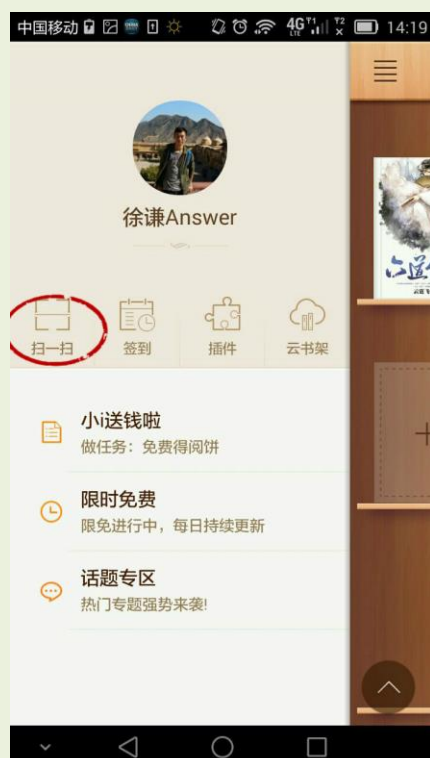 中国移动
4G T1 T2
LTE X
14:19
徐谦Answer
扫一扫
签到
插件
云书架
小i送钱啦
做任务：免费得阅饼
限时免费
限免进行中，每日持续更新
话题专区
热门专题强势来袭!